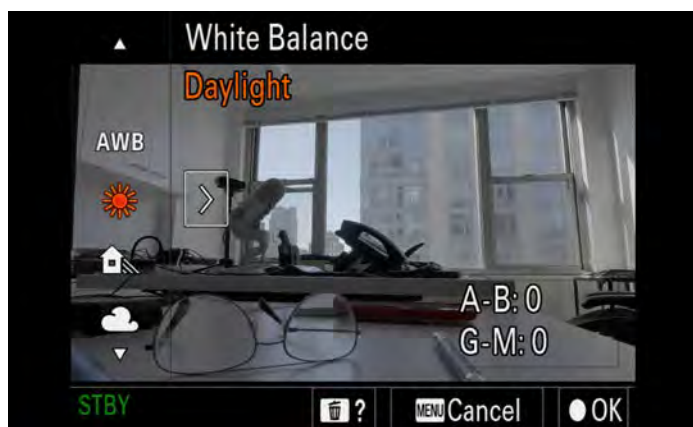 White Balance
Daylight
AWB
A-B: 0
G-M: 0
STBY
?
MENU Cancel
OK